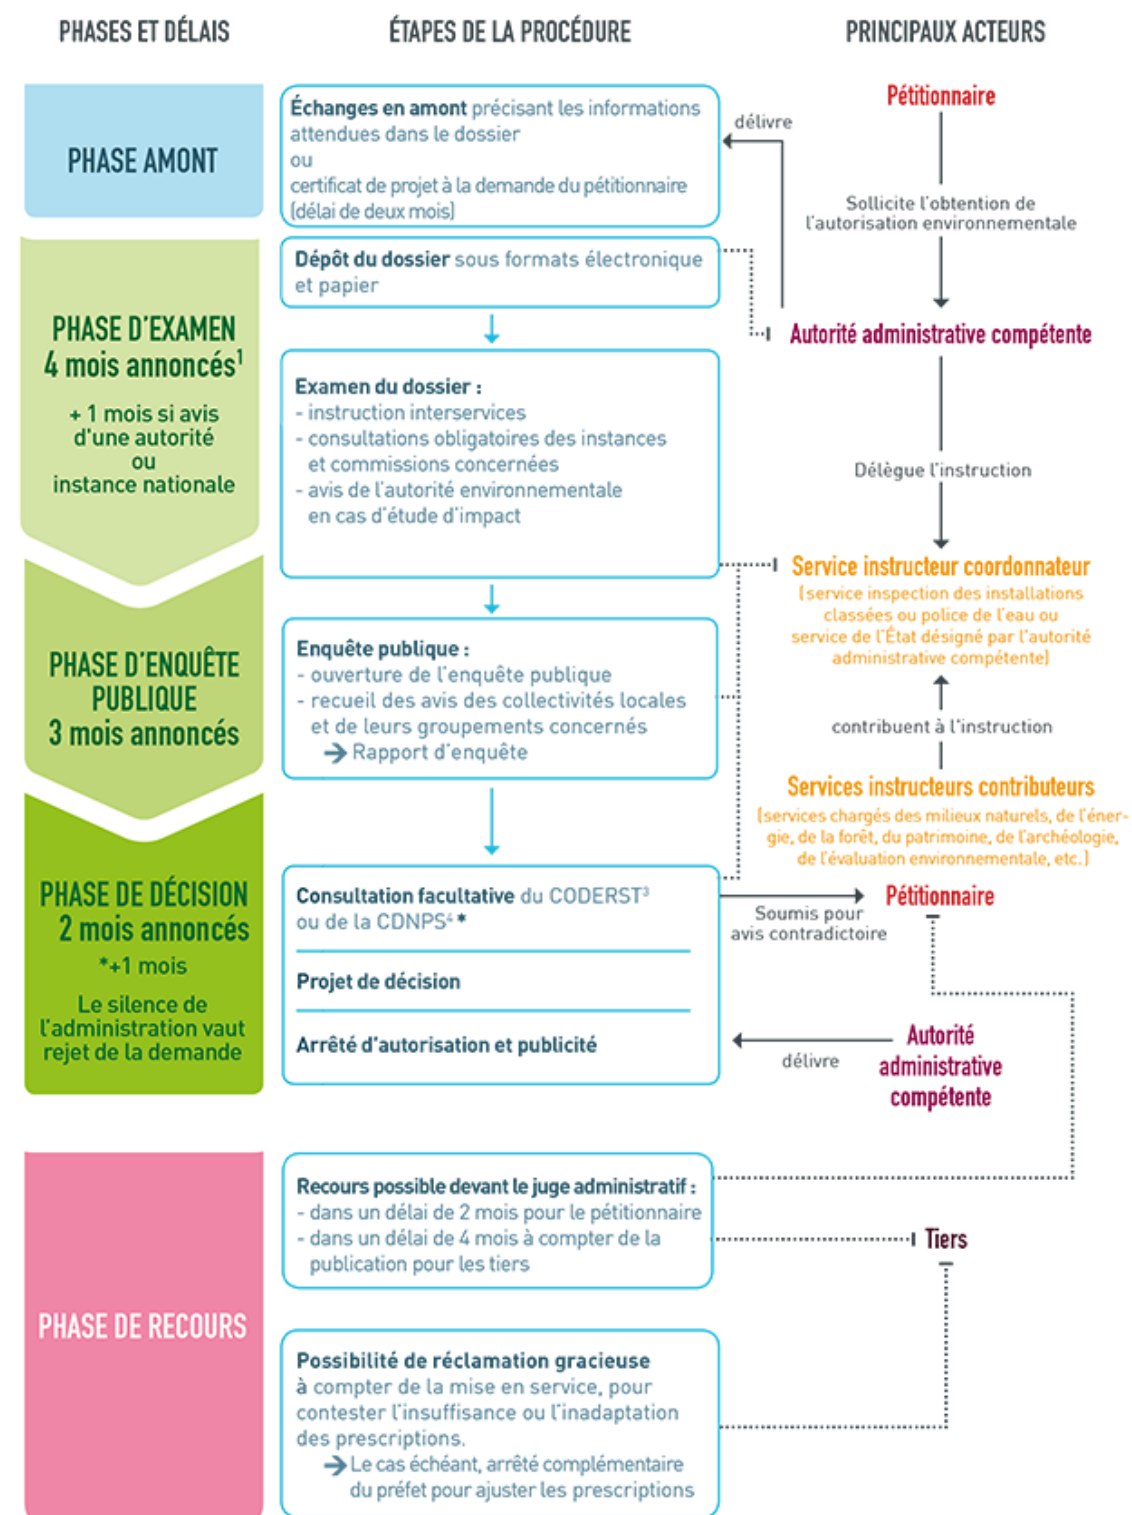 PHASES ET DÉLAIS
ÉTAPES DE LA PROCÉDURE
PRINCIPAUX ACTEURS
PHASE AMONT
Échanges en amont précisant les informations
attendues dans le dossier
ou
certificat de projet à la demande du pétitionnaire
(délai de deux mois)
délivre
Pétitionnaire
Sollicite l'obtention de
l'autorisation environnementale
PHASE D'EXAMEN
4 mois annoncés¹
+ 1 mois si avis
d'une autorité
ou
instance nationale
Dépôt du dossier sous formats électronique
et papier
Autorité administrative compétente
Examen du dossier :
- instruction interservices
- consultations obligatoires des instances
et commissions concernées
- avis de l'autorité environnementale
en cas d'étude d'impact
Délègue l'instruction
Service instructeur coordonnateur
(service inspection des installations
classées ou police de l'eau ou
service de l'État désigné par l'autorité
administrative compétente)
PHASE D'ENQUÊTE
PUBLIQUE
3 mois annoncés
Enquête publique :
- ouverture de l'enquête publique
- recueil des avis des collectivités locales
et de leurs groupements concernés
→ Rapport d'enquête
contribuent à l'instruction
Services instructeurs contributeurs
(services chargés des milieux naturels, de l'éner-
gie, de la forêt, du patrimoine, de l'archéologie,
de l'évaluation environnementale, etc.)
PHASE DE DÉCISION
2 mois annoncés
*+1 mois
Le silence de
l'administration vaut
rejet de la demande
Consultation facultative du CODERST³
ou de la CDNPS⁴ *
Projet de décision
Arrêté d'autorisation et publicité
Pétitionnaire
Soumis pour
avis contradictoire
Autorité
administrative
compétente
délivre
PHASE DE RECOURS
Recours possible devant le juge administratif :
- dans un délai de 2 mois pour le pétitionnaire
- dans un délai de 4 mois à compter de la
publication pour les tiers
Tiers
Possibilité de réclamation gracieuse
à compter de la mise en service, pour
contester l'insuffisance ou l'inadaptation
des prescriptions.
→ Le cas échéant, arrêté complémentaire
du préfet pour ajuster les prescriptions